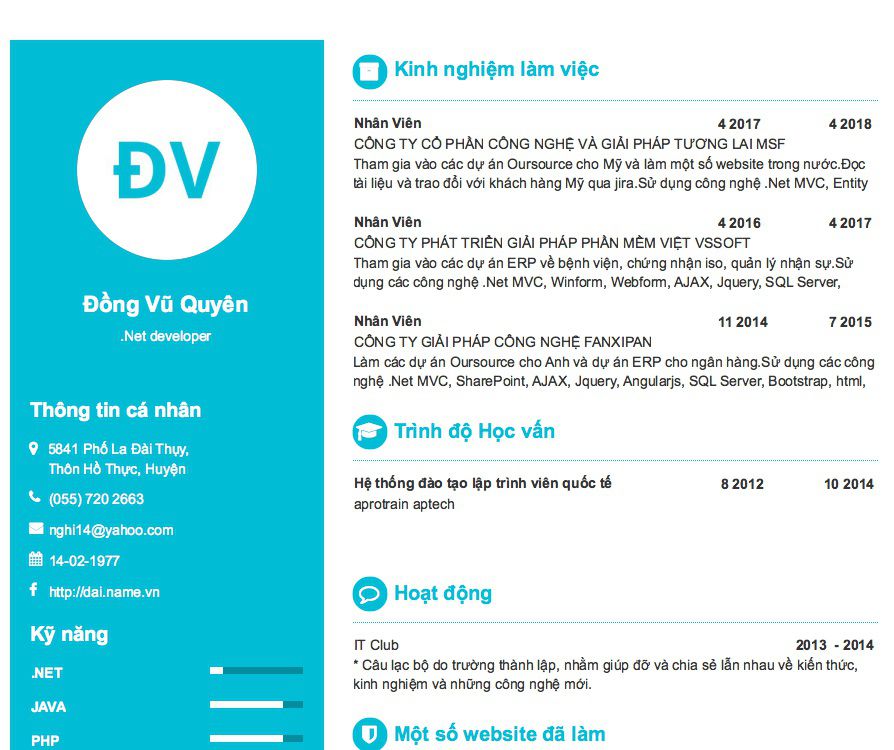 ĐV
Đồng Vũ Quyên
.Net developer
Thông tin cá nhân
5841 Phố La Đài Thụy,
Thôn Hồ Thực, Huyện
(055) 720 2663
nghi14@yahoo.com
14-02-1977
http://dai.name.vn
Kỹ năng
.NET
JAVA
PHP
Kinh nghiệm làm việc
Nhân Viên 4 2017 4 2018
CÔNG TY CỔ PHẦN CÔNG NGHỆ VÀ GIẢI PHÁP TƯƠNG LAI MSF
Tham gia vào các dự án Oursource cho Mỹ và làm một số website trong nước.Đọc
tài liệu và trao đổi với khách hàng Mỹ qua jira.Sử dụng công nghệ .Net MVC, Entity
Nhân Viên 4 2016 4 2017
CÔNG TY PHÁT TRIỂN GIẢI PHÁP PHẦN MỀM VIỆT VSSOFT
Tham gia vào các dự án ERP về bệnh viện, chứng nhận iso, quản lý nhận sự.Sử
dụng các công nghệ .Net MVC, Winform, Webform, AJAX, Jquery, SQL Server,
Nhân Viên 11 2014 7 2015
CÔNG TY GIẢI PHÁP CÔNG NGHỆ FANXIPAN
Làm các dự án Oursource cho Anh và dự án ERP cho ngân hàng.Sử dụng các công
nghệ .Net MVC, SharePoint, AJAX, Jquery, Angularjs, SQL Server, Bootstrap, html,
Trình độ Học vấn
Hệ thống đào tạo lập trình viên quốc tế 8 2012 10 2014
aprotrain aptech
Hoạt động
IT Club 2013 - 2014
* Câu lạc bộ do trường thành lập, nhằm giúp đỡ và chia sẻ lẫn nhau về kiến thức,
kinh nghiệm và những công nghệ mới.
Một số website đã làm